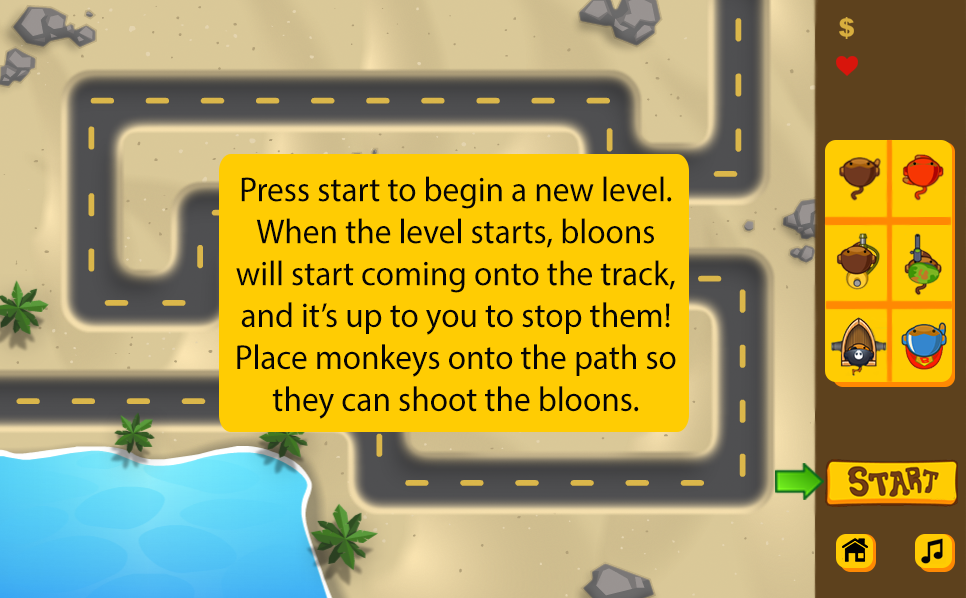 $
Press start to begin a new level.
When the level starts, bloons
will start coming onto the track,
and it’s up to you to stop them!
Place monkeys onto the path so
they can shoot the bloons.
START